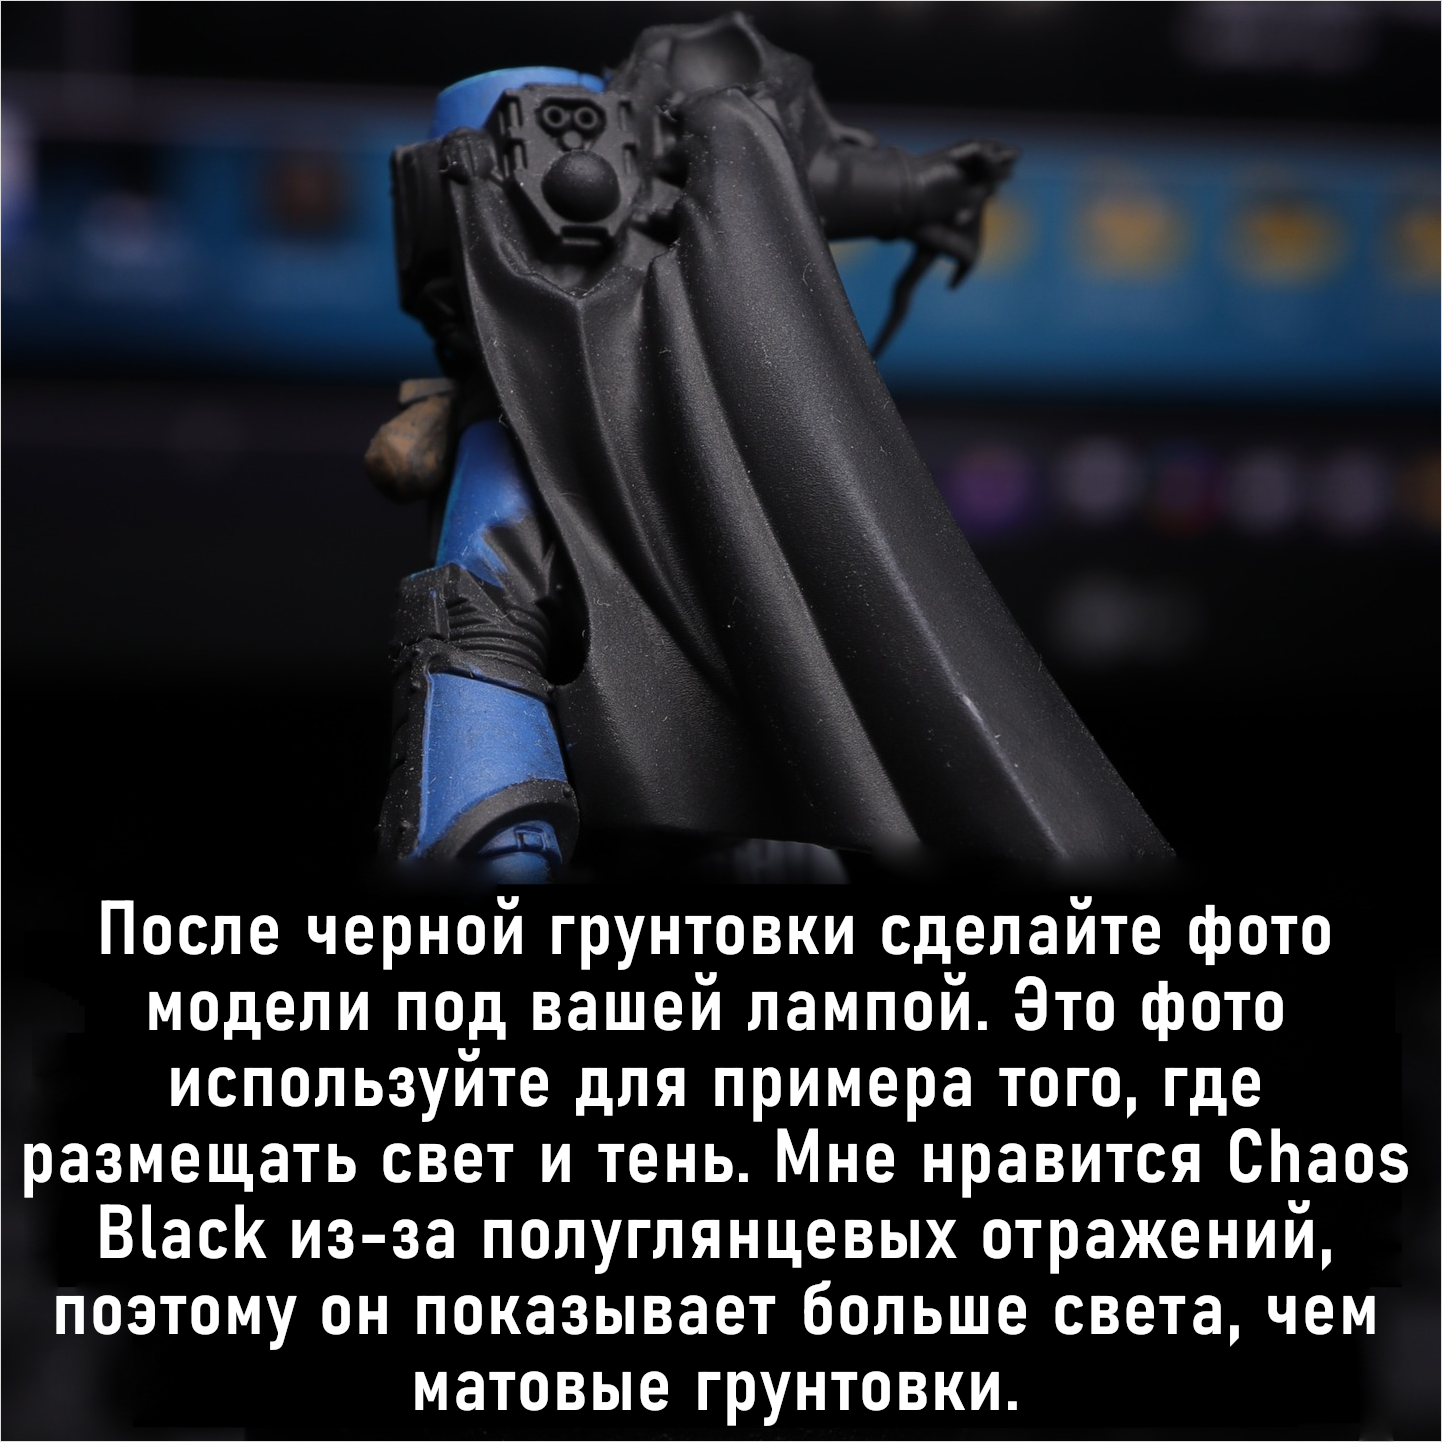 После черной грунтовки сделайте фото
модели под вашей лампой. Это фото
используйте для примера того, где
размещать свет и тень. Мне нравится Chaos
Black из-за полуглянцевых отражений,
поэтому он показывает больше света, чем
матовые грунтовки.